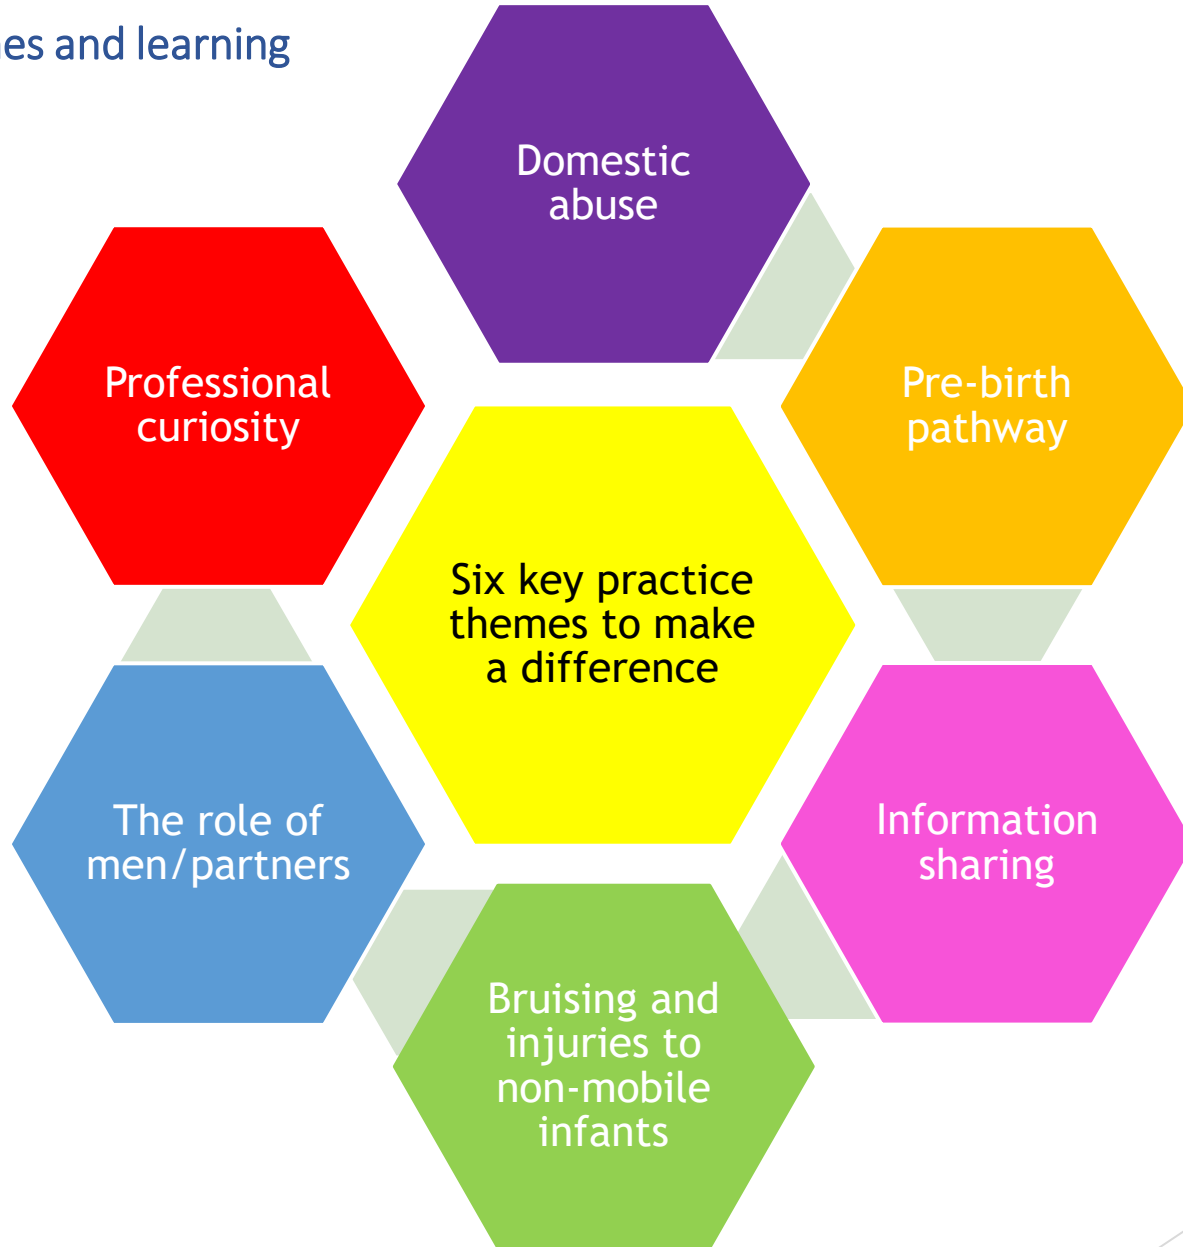 and learning
Domestic
abuse
Professional
curiosity
Pre-birth
pathway
Six key practice
themes to make
a difference
The role of
men/partners
Information
sharing
Bruising and
injuries to
non-mobile
infants